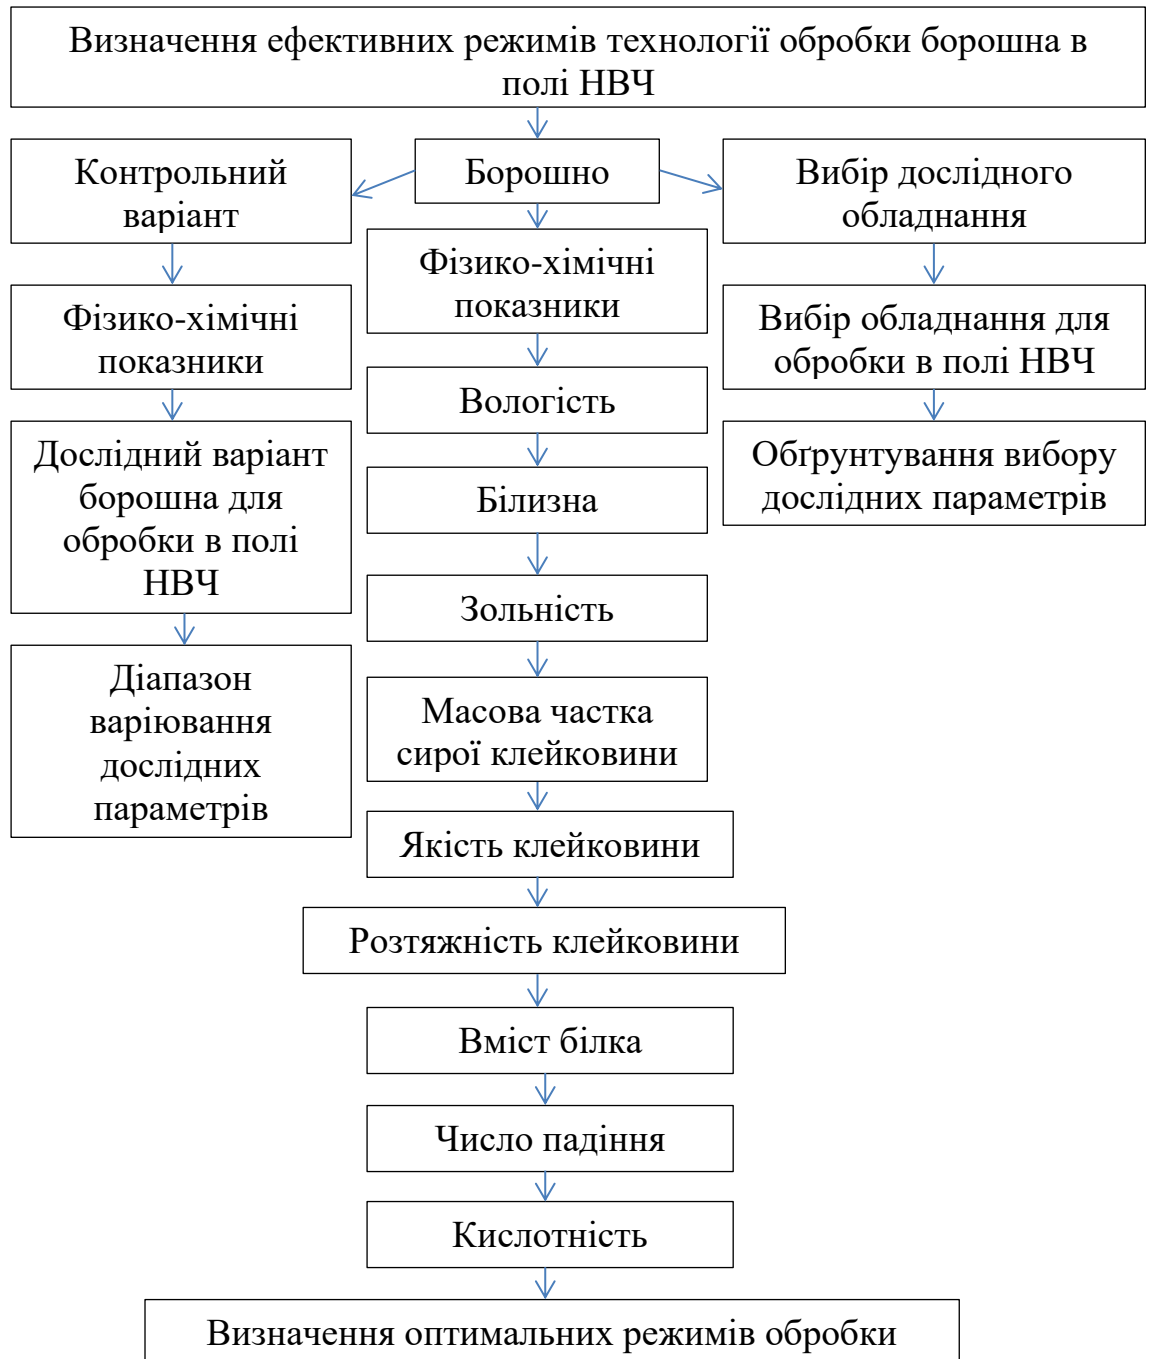 Визначення ефективних режимів технології обробки борошна в
полі НВЧ
Контрольний
варіант
Борошно
Вибір дослідного
обладнання
Фізико-хімічні
показники
Фізико-хімічні
показники
Вибір обладнання для
обробки в полі НВЧ
Вологість
Дослідний варіант
борошна для
обробки в полі
НВЧ
Обґрунтування вибору
дослідних параметрів
Білизна
Зольність
Діапазон
варіювання
дослідних
параметрів
Масова частка
сирої клейковини
Якість клейковини
Розтяжність клейковини
Вміст білка
Число падіння
Кислотність
Визначення оптимальних режимів обробки